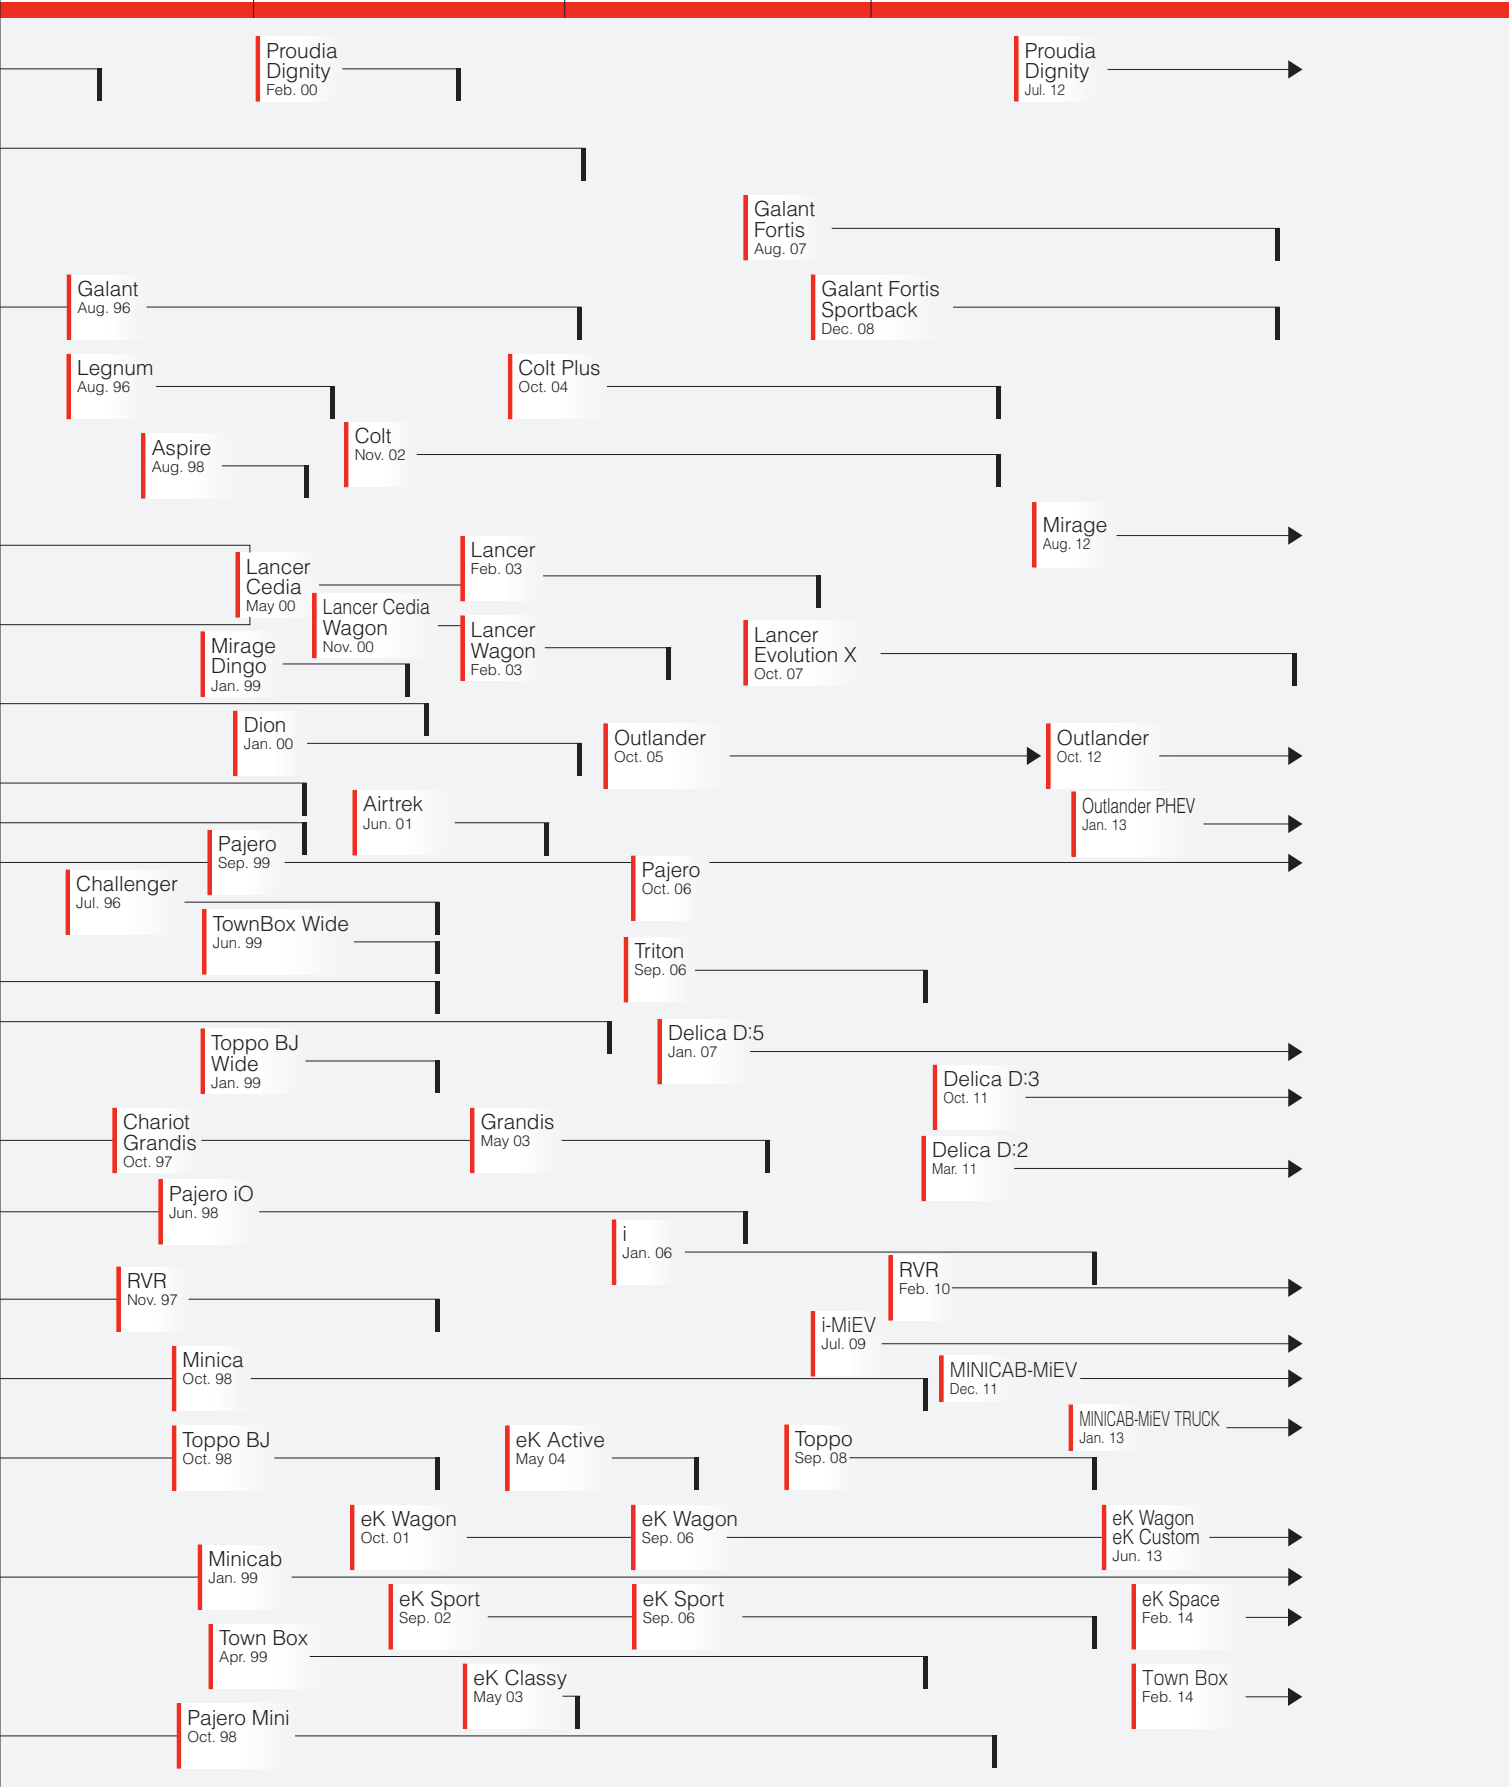 Proudia
Dignity
Feb. 00
Proudia
Dignity
Jul. 12
Galant
Fortis
Aug. 07
Galant
Aug. 96
Galant Fortis
Sportback
Dec. 08
Legnum
Aug. 96
Colt Plus
Oct. 04
Colt
Nov. 02
Aspire
Aug. 98
Mirage
Aug. 12
Lancer
Feb. 03
Lancer
Cedia
May 00
Lancer Cedia
Wagon
Nov. 00
Lancer
Wagon
Feb. 03
Lancer
Evolution X
Oct. 07
Mirage
Dingo
Jan. 99
Dion
Jan. 00
Outlander
Oct. 05
Outlander
Oct. 12
Airtrek
Jun. 01
Outlander PHEV
Jan. 13
Pajero
Sep. 99
Pajero
Oct. 06
Challenger
Jul. 96
TownBox Wide
Jun. 99
Triton
Sep. 06
Toppo BJ
Wide
Jan. 99
Delica D:5
Jan. 07
Delica D:3
Oct. 11
Chariot
Grandis
Oct. 97
Grandis
May 03
Delica D:2
Mar. 11
Pajero iO
Jun. 98
i
Jan. 06
RVR
Feb. 10
RVR
Nov. 97
i-MiEV
Jul. 09
Minica
Oct. 98
MINICAB-MiEV
Dec. 11
MINICAB-MiEV TRUCK
Jan. 13
Toppo BJ
Oct. 98
eK Active
May 04
Toppo
Sep. 08
eK Wagon
Oct. 01
eK Wagon
Sep. 06
eK Wagon
eK Custom
Jun. 13
Minicab
Jan. 99
eK Sport
Sep. 02
eK Sport
Sep. 06
eK Space
Feb. 14
Town Box
Apr. 99
eK Classy
May 03
Town Box
Feb. 14
Pajero Mini
Oct. 98